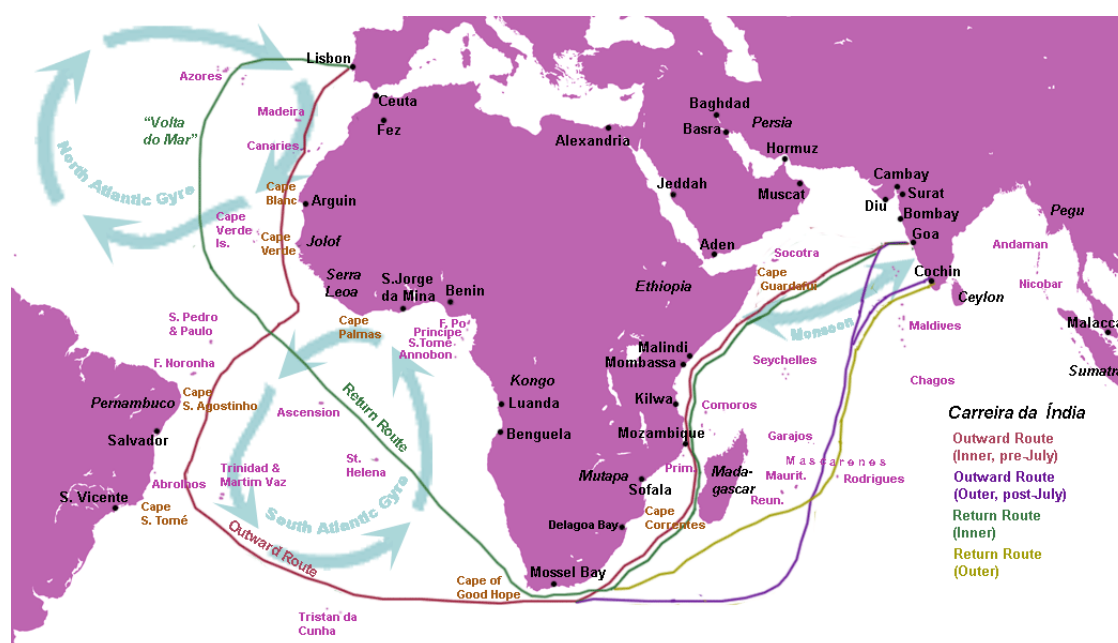 Lisbon
Azores
Ceuta
Madeira
Fez
"Volta
do Mar"
Canaries
North Atlantic Gyre
Cape
Blanc
Arguin
Cape
Verde
Is.
Cape
Verde
Jolof
Serra
Leoa
S.Jorge
da Mina
Benin
Cape
Palmas
F. Po
Principe
S.Tome
Annobon
S. Pedro
& Paulo
F. Noronha
Cape
S. Agostinho
Pernambuco
Salvador
Ascension
Return Route
Kongo
Luanda
Benguela
St.
Helena
Trinidad &
Martim Vaz
Abrolhos
S. Vicente
Cape
S. Tomé
South Atlantic Gyre
Outward Route
Tristan da
Cunha
Cape of
Good Hope
Mossel Bay
Delagoa Bay
Cape
Correntes
Sofala
Mutapa
Prim.
Mada-
gascar
Mozambique
Comoros
Kilwa
Mombassa
Malindi
Ethiopia
Alexandria
Baghdad
Basra
Persia
Hormuz
Jeddah
Muscat
Aden
Socotra
Cape
Guardafui
Monsoon
Cambay
Surat
Diu
Bombay
Goa
Cochin
Ceylon
Pegu
Andaman
Nicobar
Malacca
Sumatra
Maldives
Seychelles
Chagos
Garajos
Mascarenes
Maurit.
Rodrigues
Reun.
Carreira da Índia
Outward Route
(Inner, pre-July)
Outward Route
(Outer, post-July)
Return Route
(Inner)
Return Route
(Outer)